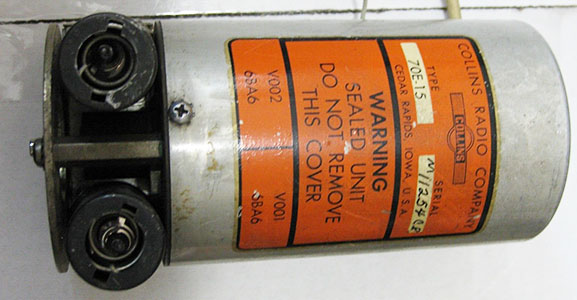 COLLINS RADIO COMPANY
COLLINS
TYPE SERIAL
70E-15
CEDAR RAPIDS, IOWA, U.S.A.
WARNING
SEALED UNIT
DO NOT REMOVE
THIS COVER
V002 V001
6BA6 6BA6